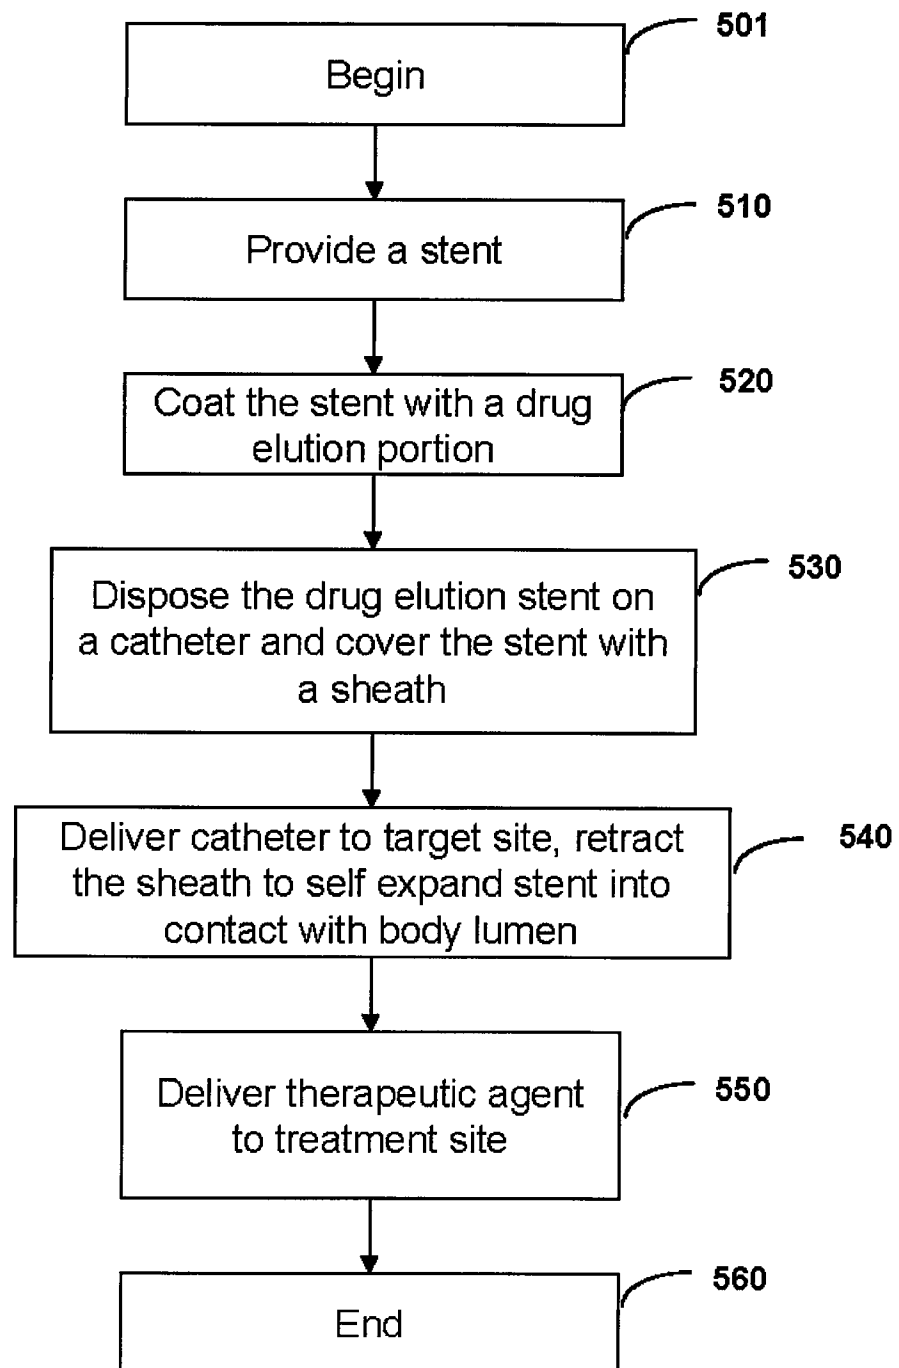 501
Begin
510
Provide a stent
520
Coat the stent with a drug
elution portion
530
Dispose the drug elution stent on
a catheter and cover the stent with
a sheath
540
Deliver catheter to target site, retract
the sheath to self expand stent into
contact with body lumen
550
Deliver therapeutic agent
to treatment site
560
End